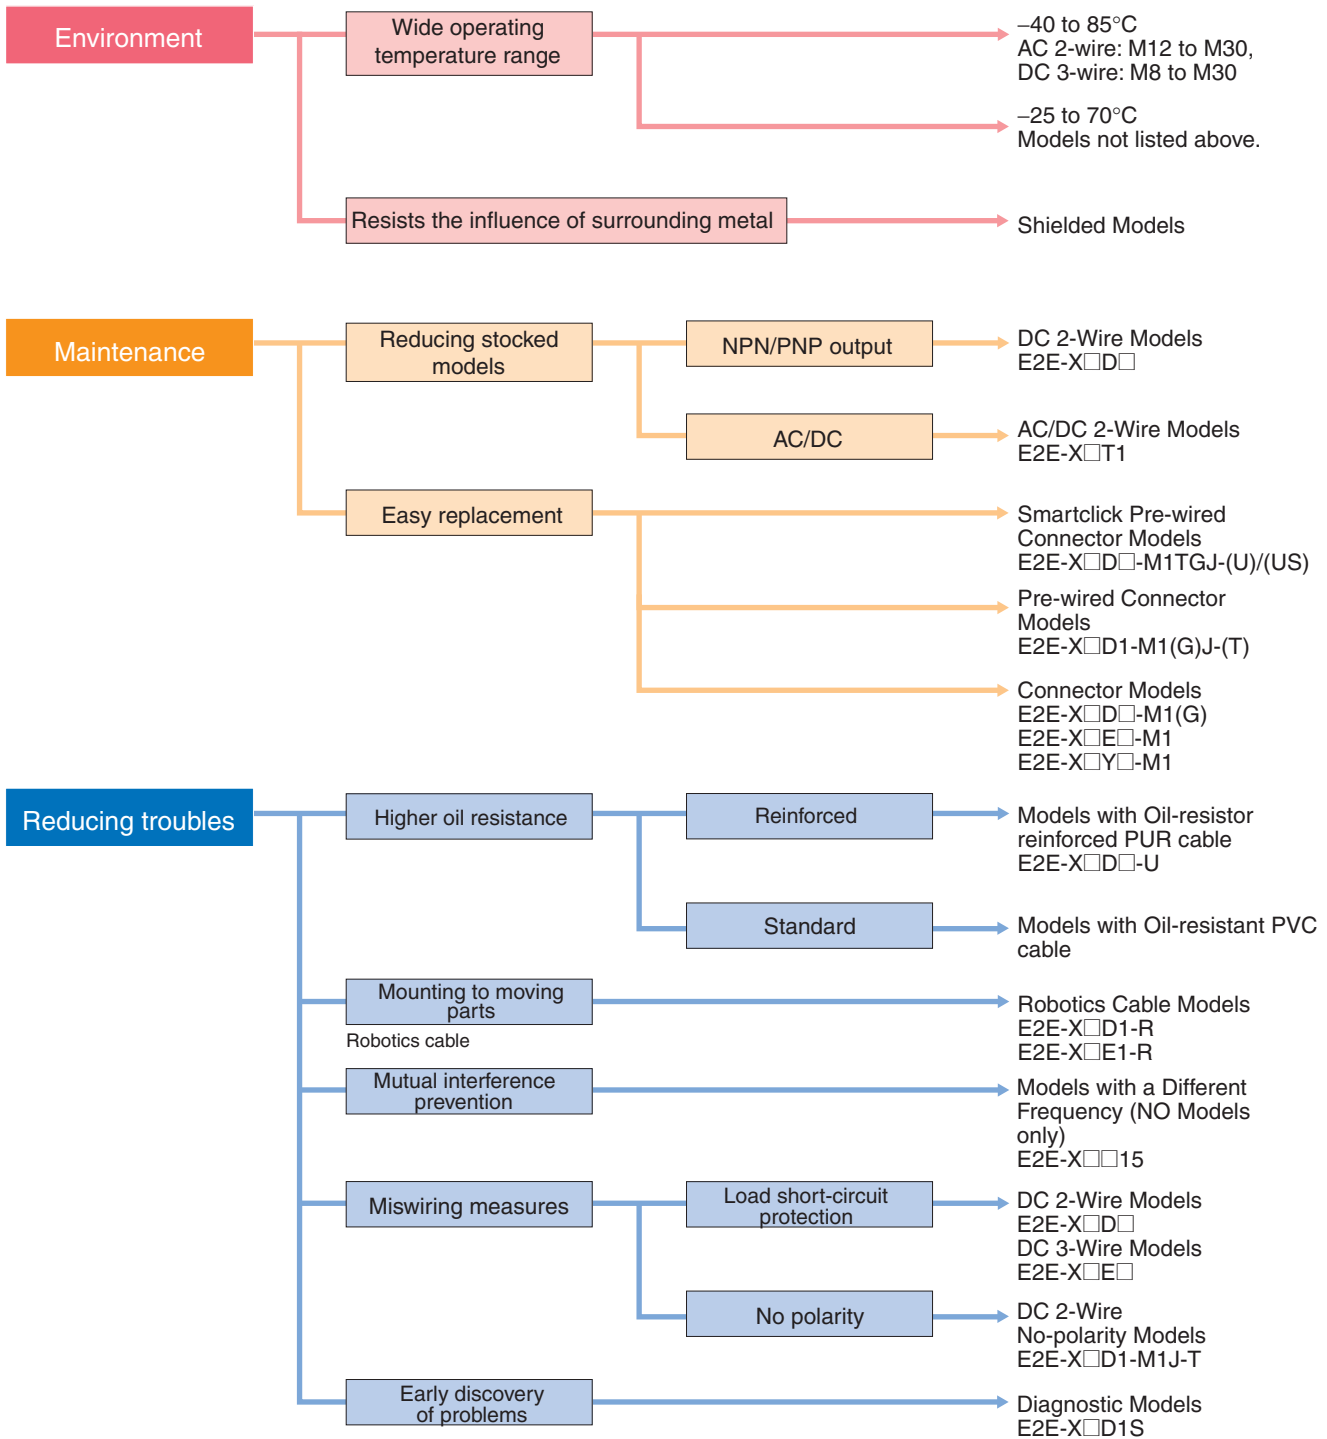 Environment
Wide operating
temperature range
–40 to 85°C
AC 2-wire: M12 to M30,
DC 3-wire: M8 to M30
–25 to 70°C
Models not listed above.
Resists the influence of surrounding metal
Shielded Models
Maintenance
Reducing stocked
models
NPN/PNP output
DC 2-Wire Models
E2E-X□D□
AC/DC
AC/DC 2-Wire Models
E2E-X□T1
Easy replacement
Smartclick Pre-wired
Connector Models
E2E-X□D□-M1TGJ-(U)/(US)
Pre-wired Connector
Models
E2E-X□D1-M1(G)J-(T)
Connector Models
E2E-X□D□-M1(G)
E2E-X□E□-M1
E2E-X□Y□-M1
Reducing troubles
Higher oil resistance
Reinforced
Models with Oil-resistor
reinforced PUR cable
E2E-X□D□-U
Standard
Models with Oil-resistant PVC
cable
Mounting to moving
parts
Robotics cable
Robotics Cable Models
E2E-X□D1-R
E2E-X□E1-R
Mutual interference
prevention
Models with a Different
Frequency (NO Models
only)
E2E-X□□15
Miswiring measures
Load short-circuit
protection
DC 2-Wire Models
E2E-X□D□
DC 3-Wire Models
E2E-X□E□
No polarity
DC 2-Wire
No-polarity Models
E2E-X□D1-M1J-T
Early discovery
of problems
Diagnostic Models
E2E-X□D1S